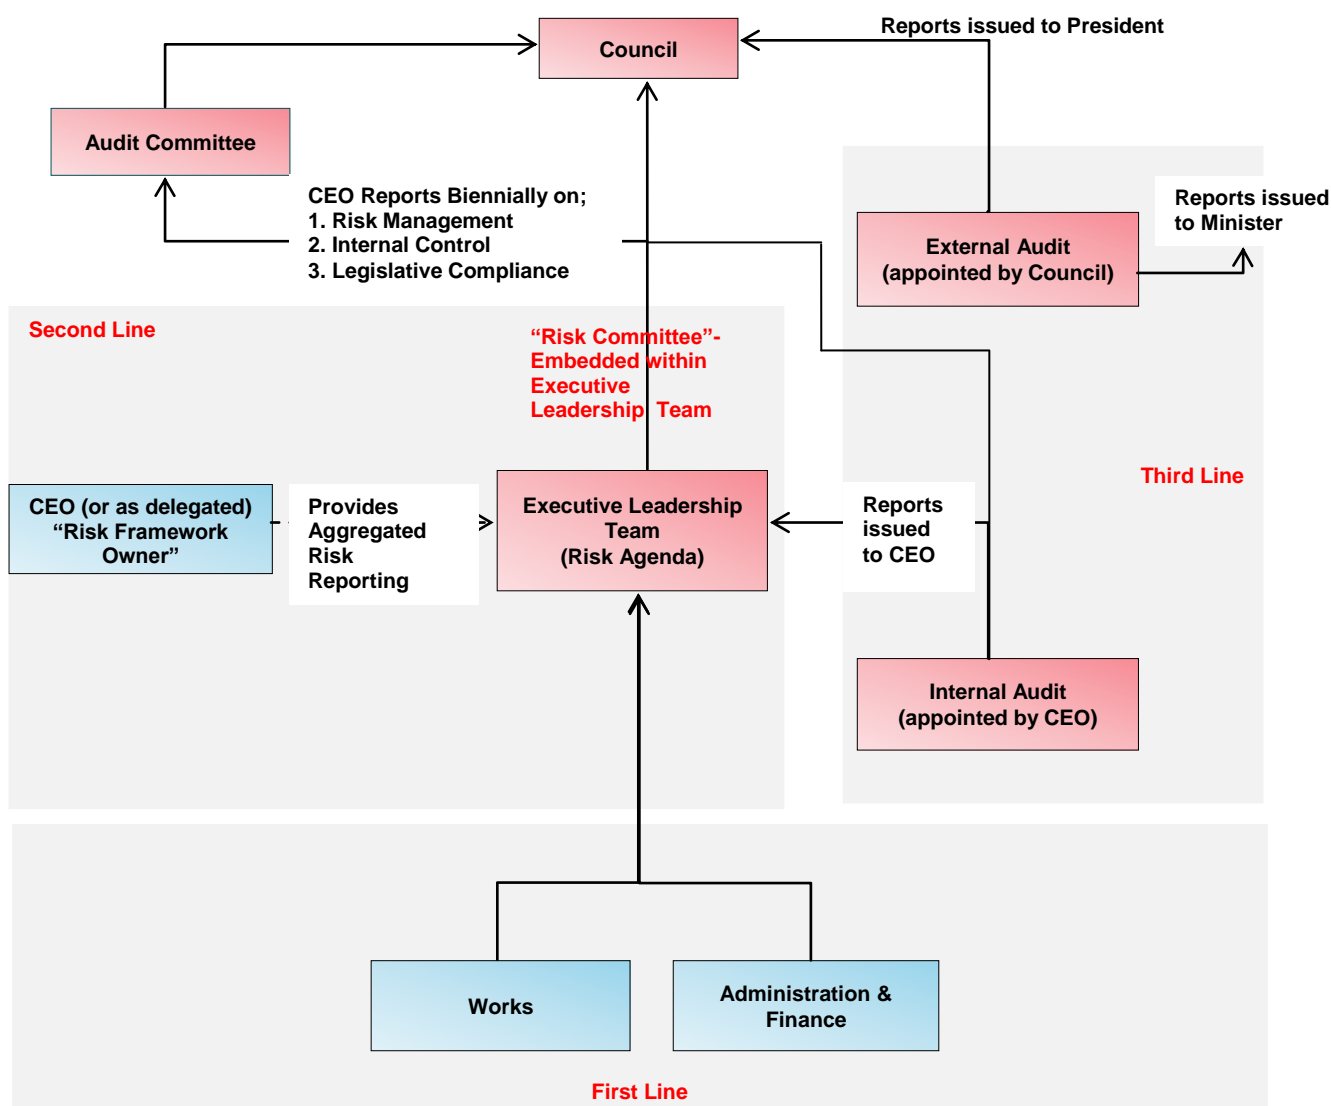 Reports issued to President
Council
Audit Committee
CEO Reports Biennially on;
1. Risk Management
2. Internal Control
3. Legislative Compliance
Reports issued
to Minister
External Audit
(appointed by Council)
Second Line
“Risk Committee”-
Embedded within
Executive
Leadership Team
Third Line
CEO (or as delegated)
“Risk Framework
Owner”
Provides
Aggregated
Risk
Reporting
Executive Leadership
Team
(Risk Agenda)
Reports
issued
to CEO
Internal Audit
(appointed by CEO)
Works
Administration &
Finance
First Line